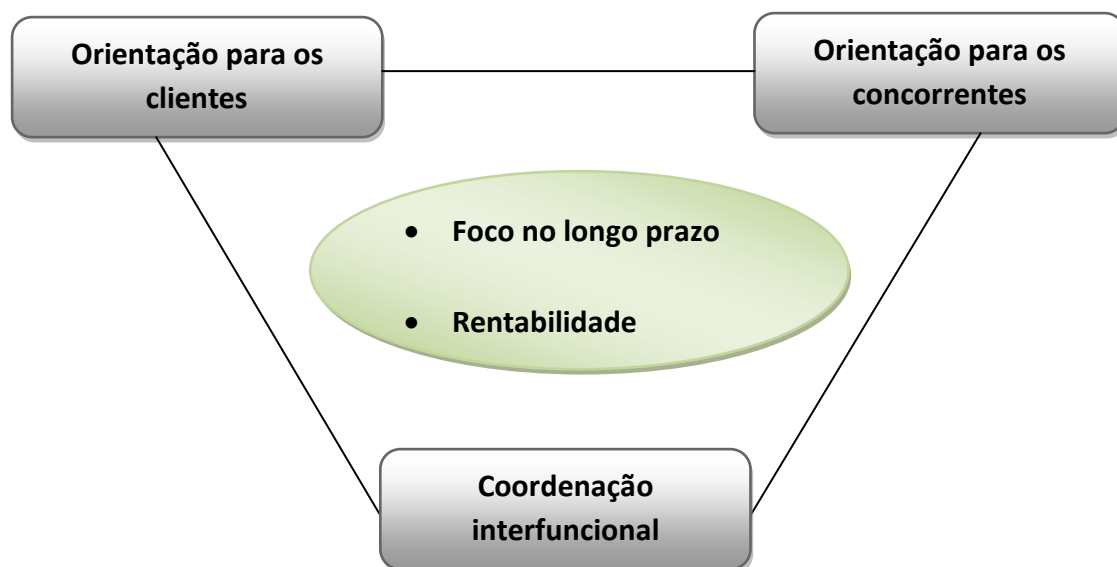 Orientação para os
clientes
Orientação para os
concorrentes
• Foco no longo prazo
• Rentabilidade
Coordenação
interfuncional